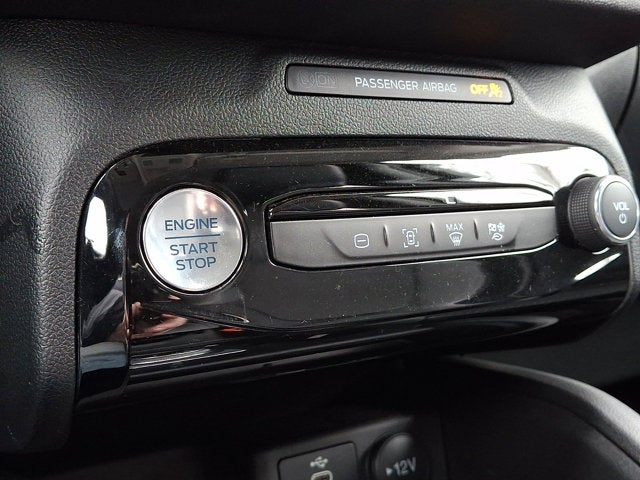 PASSENGER AIRBAG OFF
ENGINE
START
STOP
MAX
VOL
12V